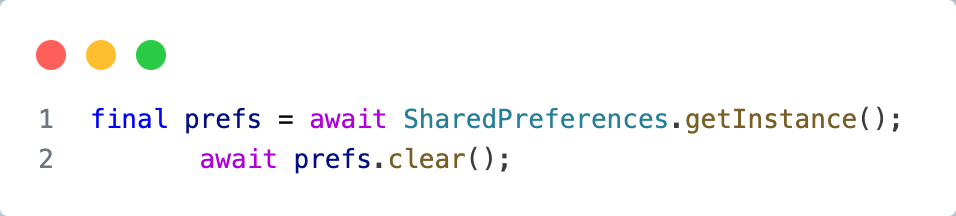 1 final prefs = await SharedPreferences.getInstance();
2 await prefs.clear();